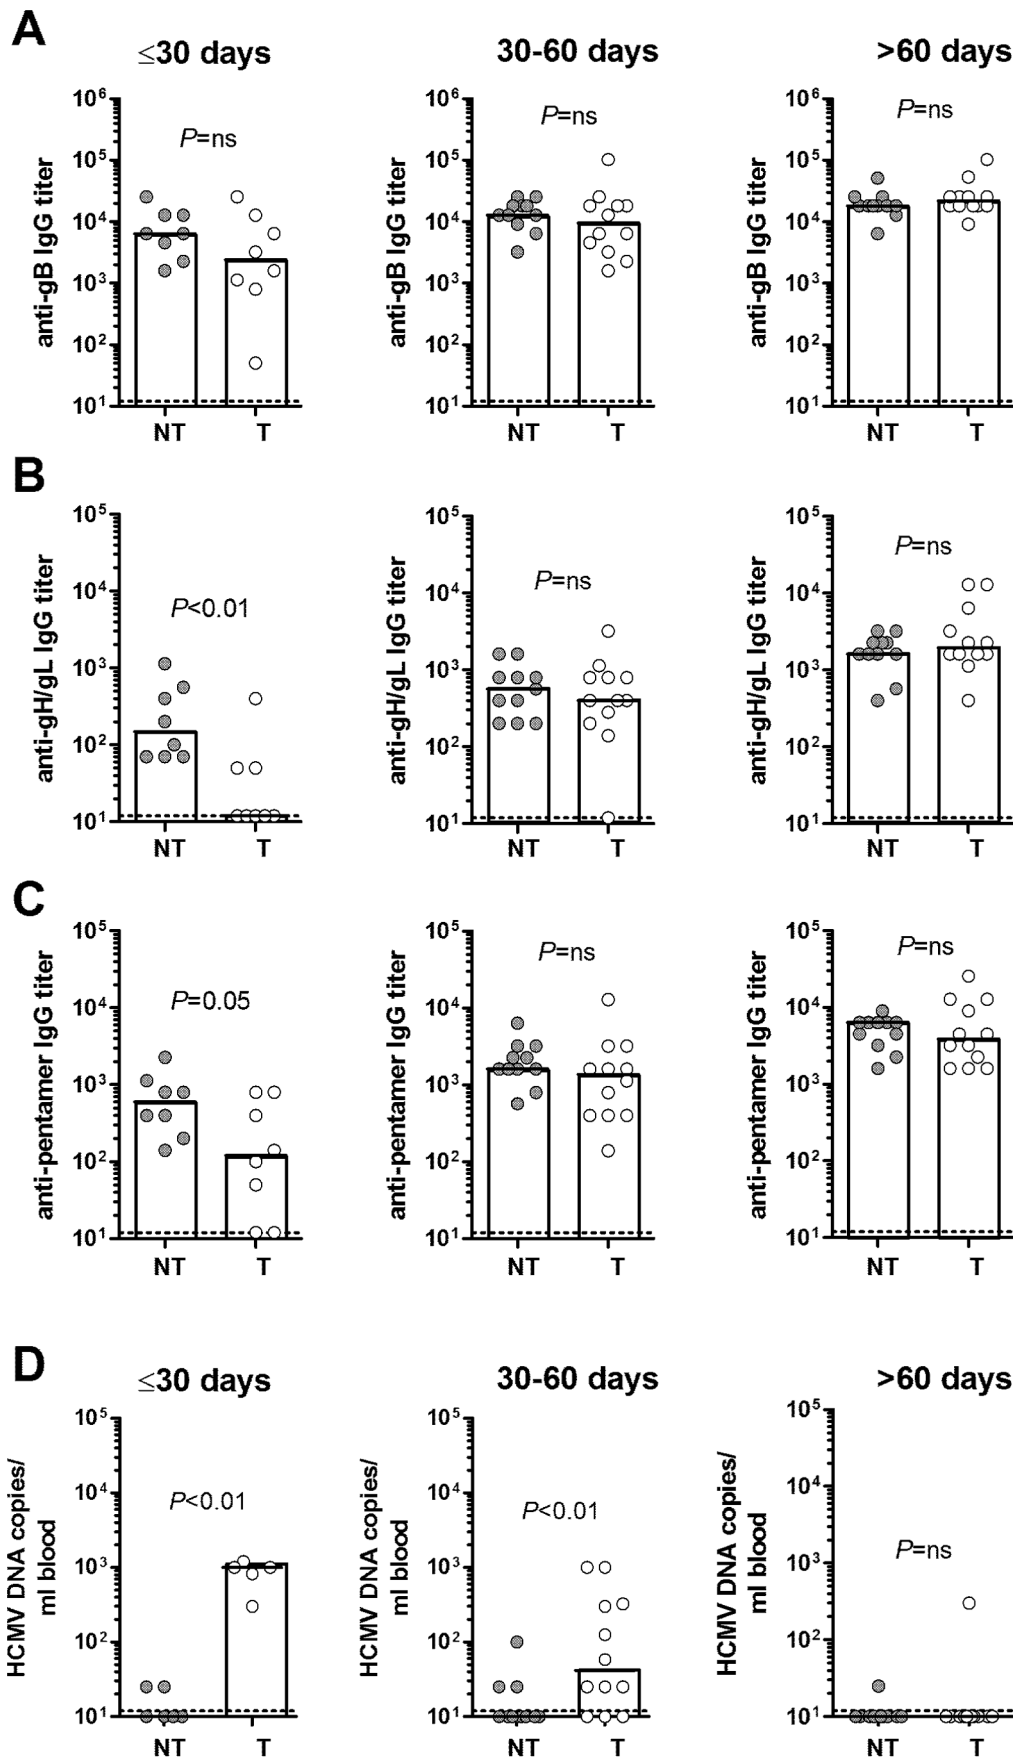 A
≤30 days 30-60 days >60 days
anti-gB IgG titer
10⁶
10⁵
10⁴
10³
10²
10¹
P=ns
NT T
anti-gB IgG titer
10⁶
10⁵
10⁴
10³
10²
10¹
P=ns
NT T
anti-gB IgG titer
10⁶
10⁵
10⁴
10³
10²
10¹
P=ns
NT T
B
anti-gH/gL IgG titer
10⁵
10⁴
10³
10²
10¹
P<0.01
NT T
anti-gH/gL IgG titer
10⁵
10⁴
10³
10²
10¹
P=ns
NT T
anti-gH/gL IgG titer
10⁵
10⁴
10³
10²
10¹
P=ns
NT T
C
anti-pentamer IgG titer
10⁵
10⁴
10³
10²
10¹
P=0.05
NT T
anti-pentamer IgG titer
10⁵
10⁴
10³
10²
10¹
P=ns
NT T
anti-pentamer IgG titer
10⁵
10⁴
10³
10²
10¹
P=ns
NT T
D
≤30 days 30-60 days >60 days
HCMV DNA copies/
ml blood
10⁵
10⁴
10³
10²
10¹
P<0.01
NT T
HCMV DNA copies/
ml blood
10⁵
10⁴
10³
10²
10¹
P<0.01
NT T
HCMV DNA copies/
ml blood
10⁵
10⁴
10³
10²
10¹
P=ns
NT T